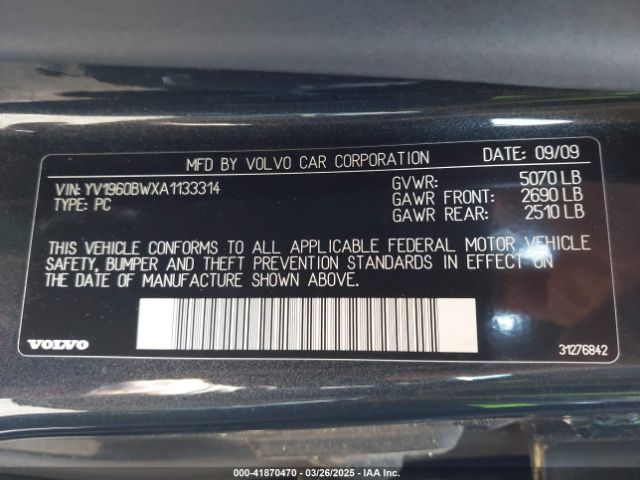 MFD BY VOLVO CAR CORPORATION DATE: 09/09
VIN: YV1960BWXA1133314 GVWR: 5070 LB
TYPE: PC GAWR FRONT: 2690 LB
GAWR REAR: 2510 LB
THIS VEHICLE CONFORMS TO ALL APPLICABLE FEDERAL MOTOR VEHICLE
SAFETY, BUMPER AND THEFT PREVENTION STANDARDS IN EFFECT ON
THE DATE OF MANUFACTURE SHOWN ABOVE.
VOLVO 31276842
000-41870470 - 03/26/2025 - IAA Inc.